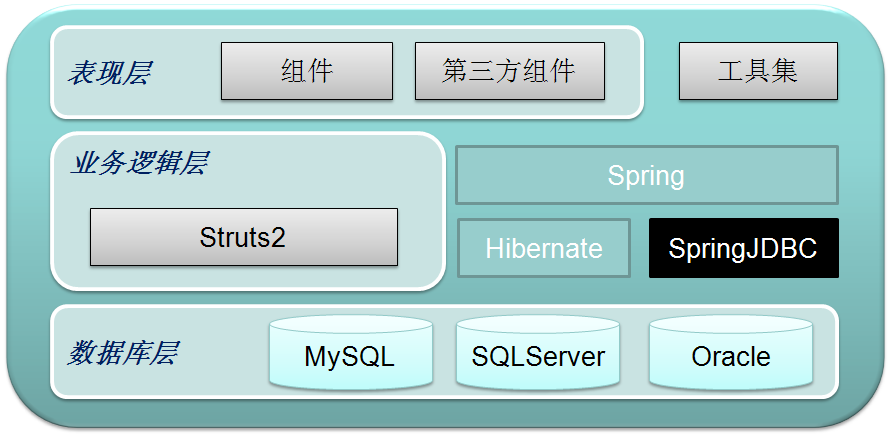 表现层
组件
第三方组件
工具集
业务逻辑层
Struts2
Spring
Hibernate
SpringJDBC
数据库层
MySQL
SQLServer
Oracle